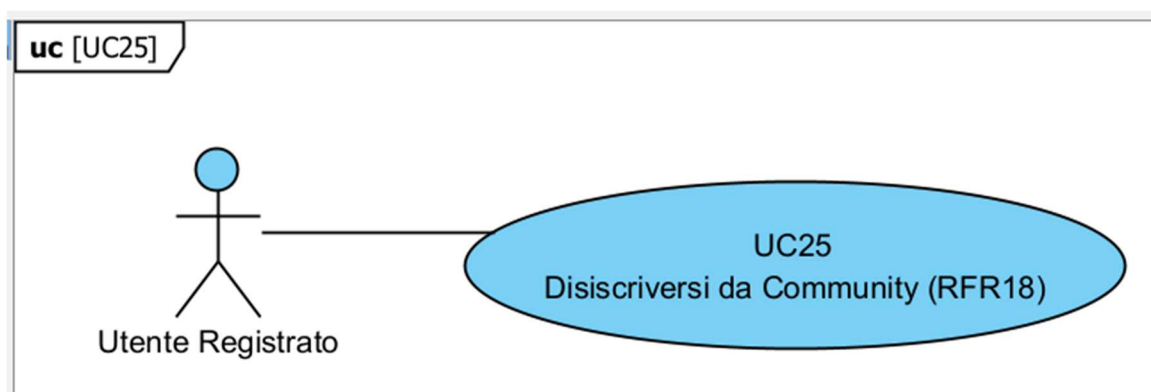 uc [UC25]
UC25
Disiscriversi da Community (RFR18)
Utente Registrato